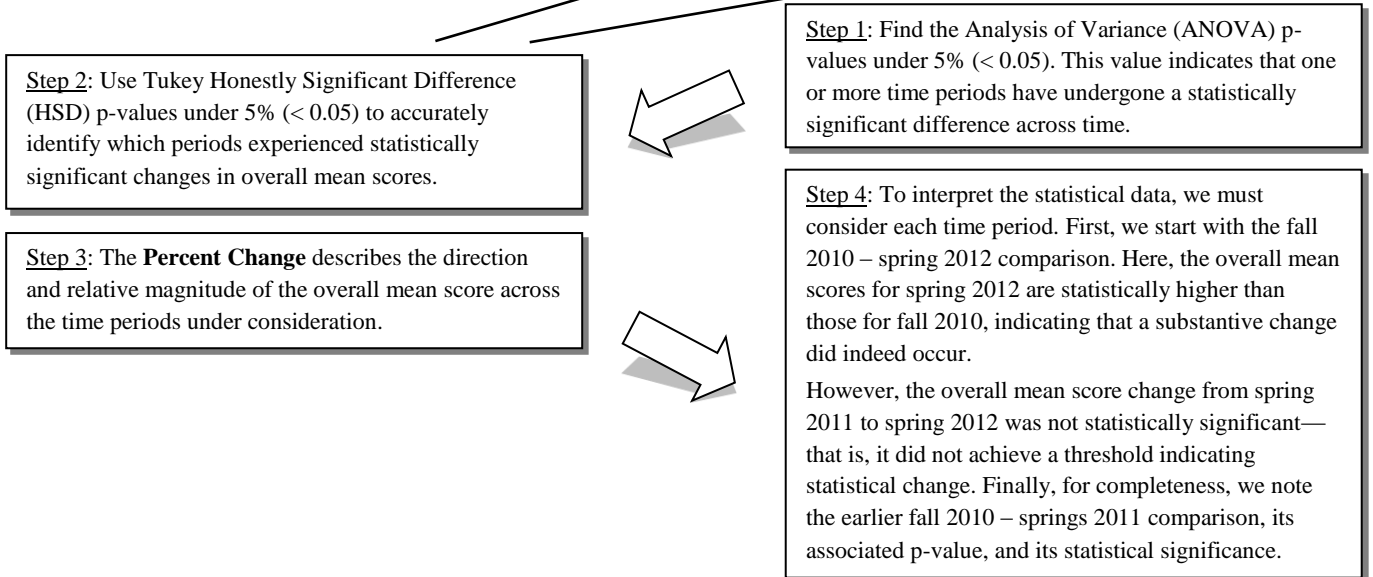 Step 1: Find the Analysis of Variance (ANOVA) p-
values under 5% (< 0.05). This value indicates that one
or more time periods have undergone a statistically
significant difference across time.
Step 2: Use Tukey Honestly Significant Difference
(HSD) p-values under 5% (< 0.05) to accurately
identify which periods experienced statistically
significant changes in overall mean scores.
Step 3: The Percent Change describes the direction
and relative magnitude of the overall mean score across
the time periods under consideration.
Step 4: To interpret the statistical data, we must
consider each time period. First, we start with the fall
2010 – spring 2012 comparison. Here, the overall mean
scores for spring 2012 are statistically higher than
those for fall 2010, indicating that a substantive change
did indeed occur.
However, the overall mean score change from spring
2011 to spring 2012 was not statistically significant—
that is, it did not achieve a threshold indicating
statistical change. Finally, for completeness, we note
the earlier fall 2010 – springs 2011 comparison, its
associated p-value, and its statistical significance.